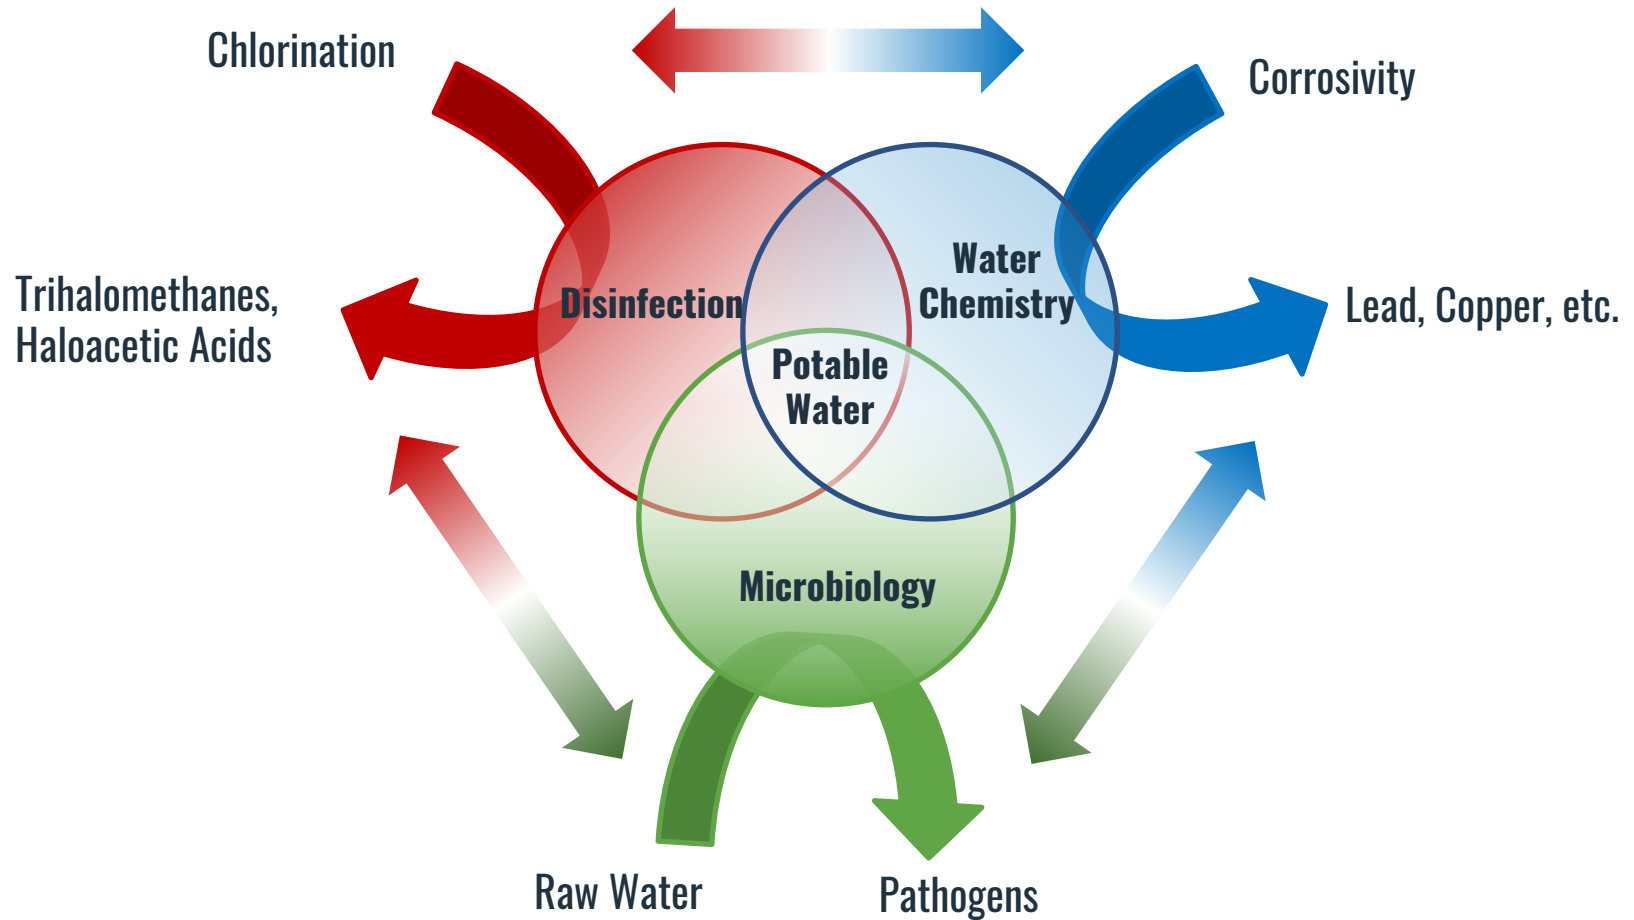 Chlorination
Corrosivity
Trihalomethanes,
Haloacetic Acids
Disinfection
Water
Chemistry
Lead, Copper, etc.
Potable
Water
Microbiology
Raw Water
Pathogens